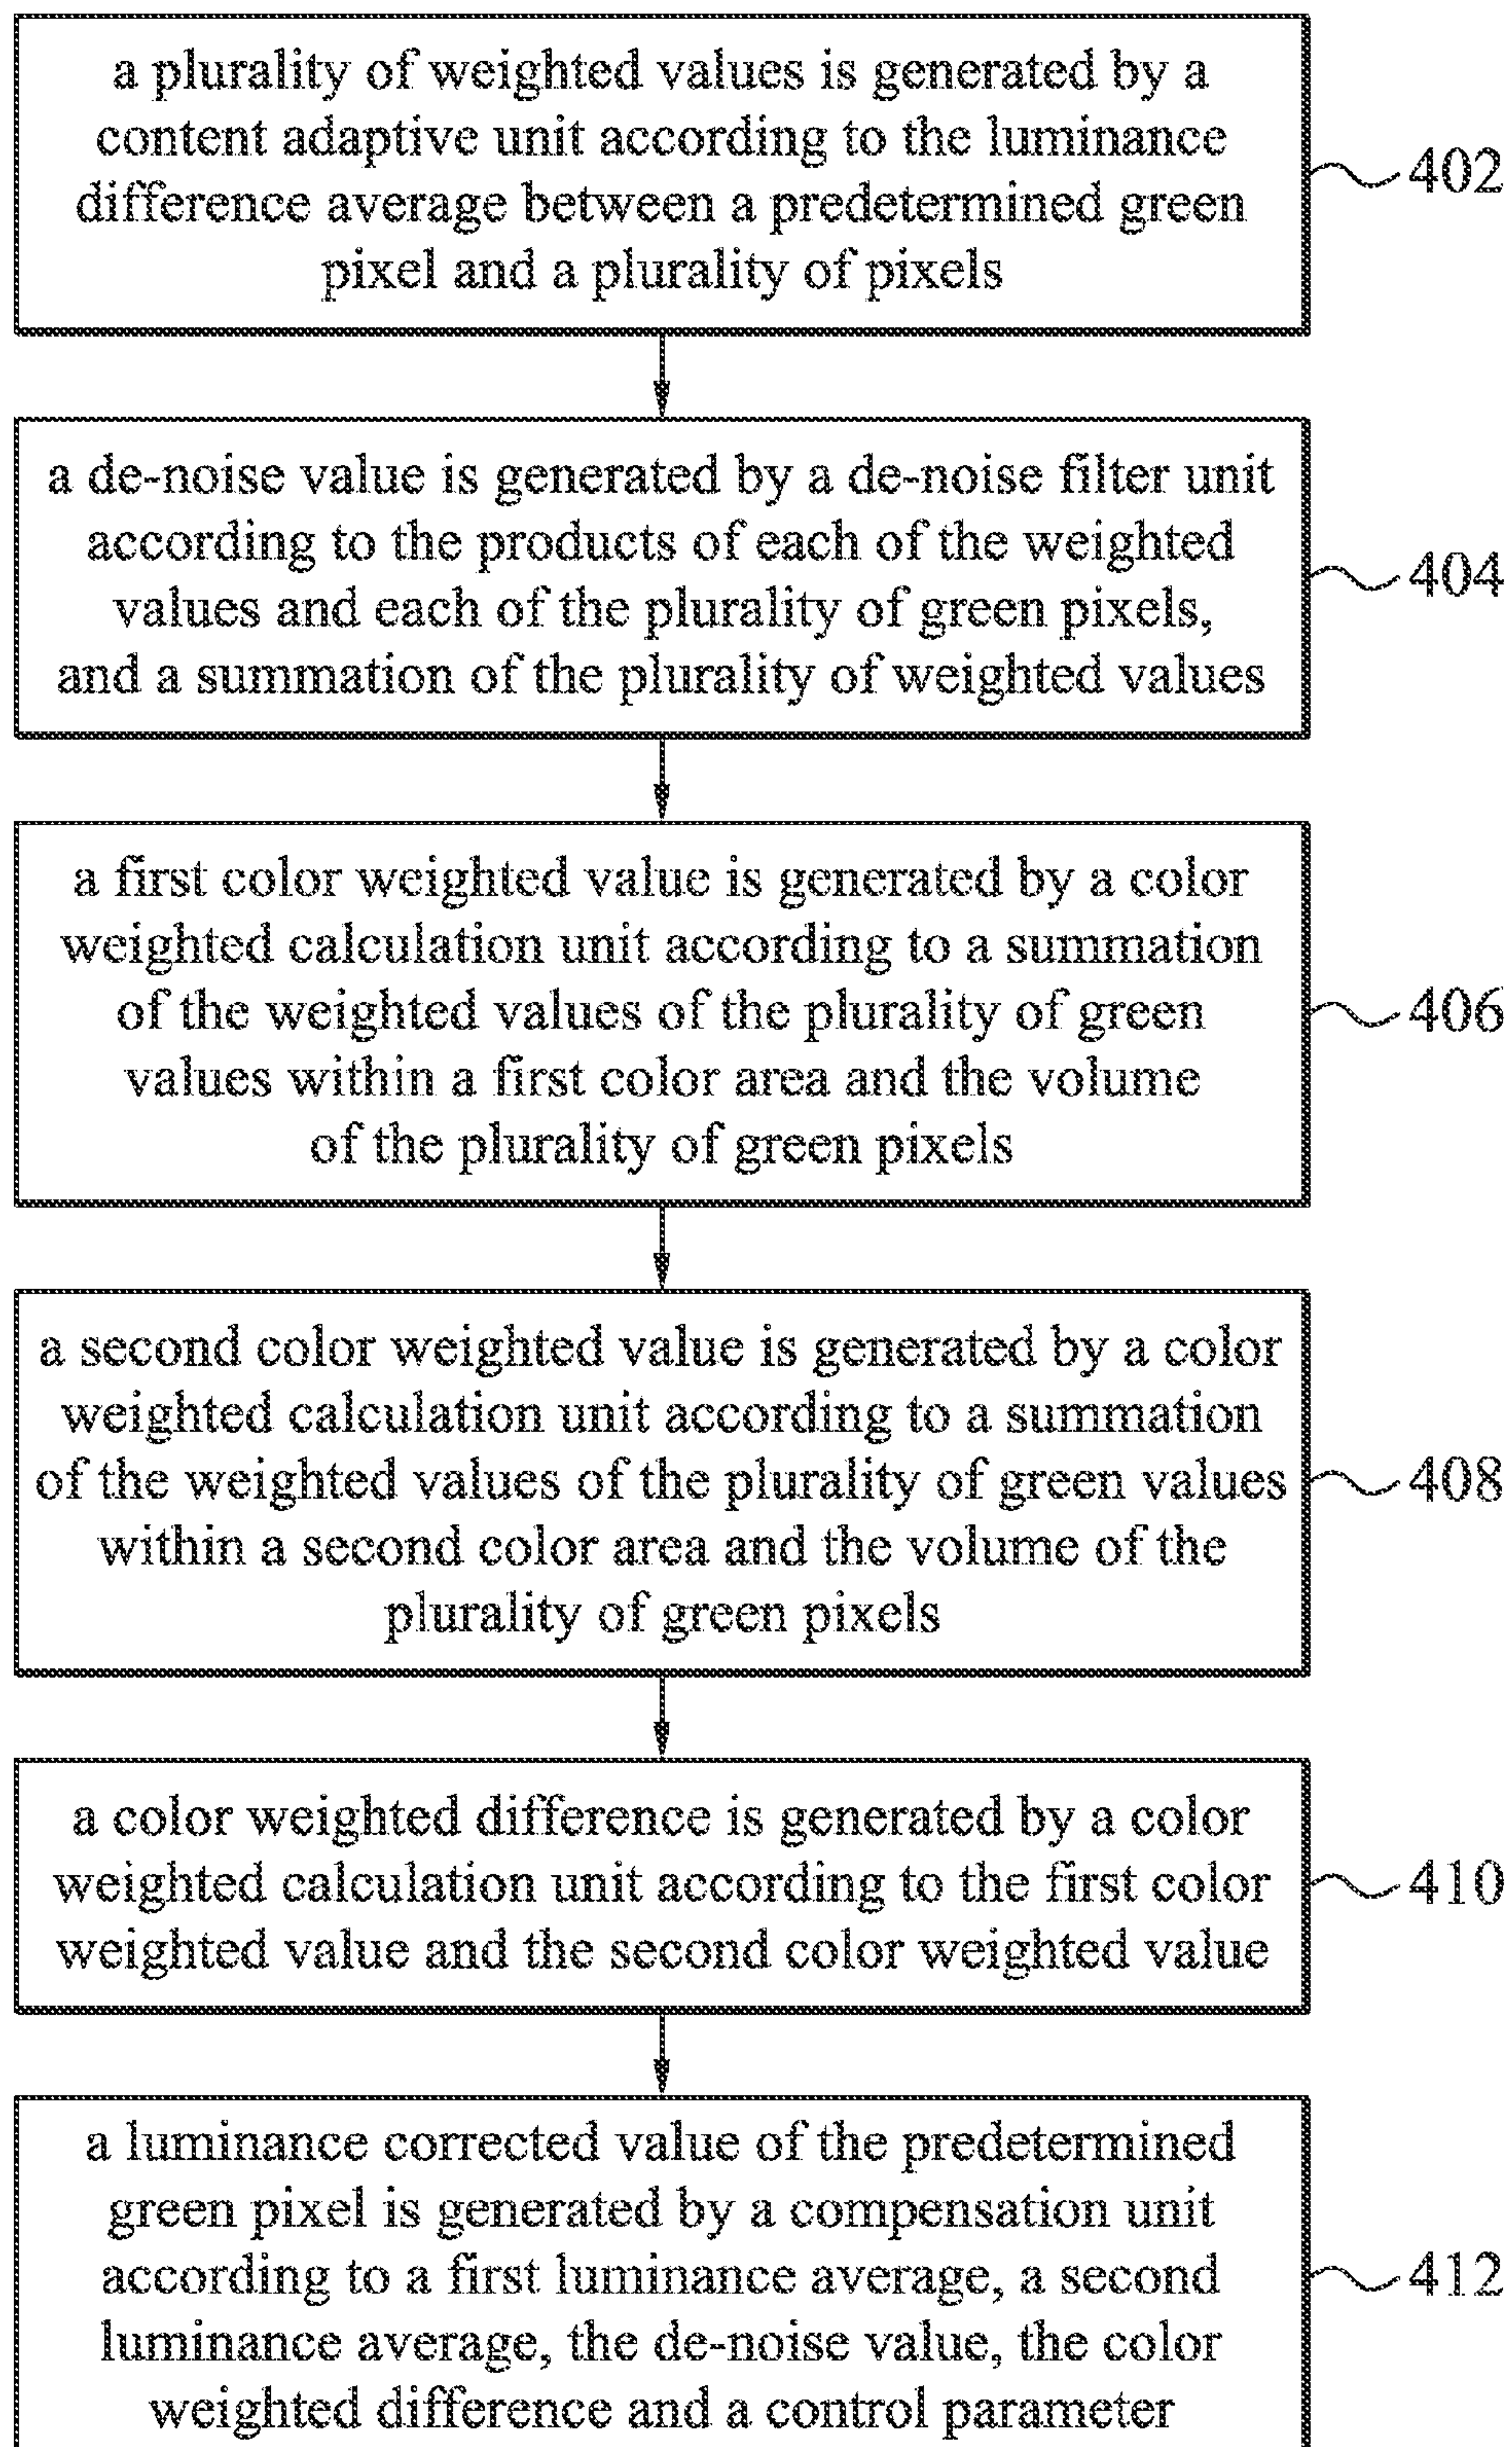 a plurality of weighted values is generated by a
content adaptive unit according to the luminance
difference average between a predetermined green
pixel and a plurality of pixels
402
a de-noise value is generated by a de-noise filter unit
according to the products of each of the weighted
values and each of the plurality of green pixels,
and a summation of the plurality of weighted values
404
a first color weighted value is generated by a color
weighted calculation unit according to a summation
of the weighted values of the plurality of green
values within a first color area and the volume
of the plurality of green pixels
406
a second color weighted value is generated by a color
weighted calculation unit according to a summation
of the weighted values of the plurality of green values
within a second color area and the volume of the
plurality of green pixels
408
a color weighted difference is generated by a color
weighted calculation unit according to the first color
weighted value and the second color weighted value
410
a luminance corrected value of the predetermined
green pixel is generated by a compensation unit
according to a first luminance average, a second
luminance average, the de-noise value, the color
weighted difference and a control parameter
412